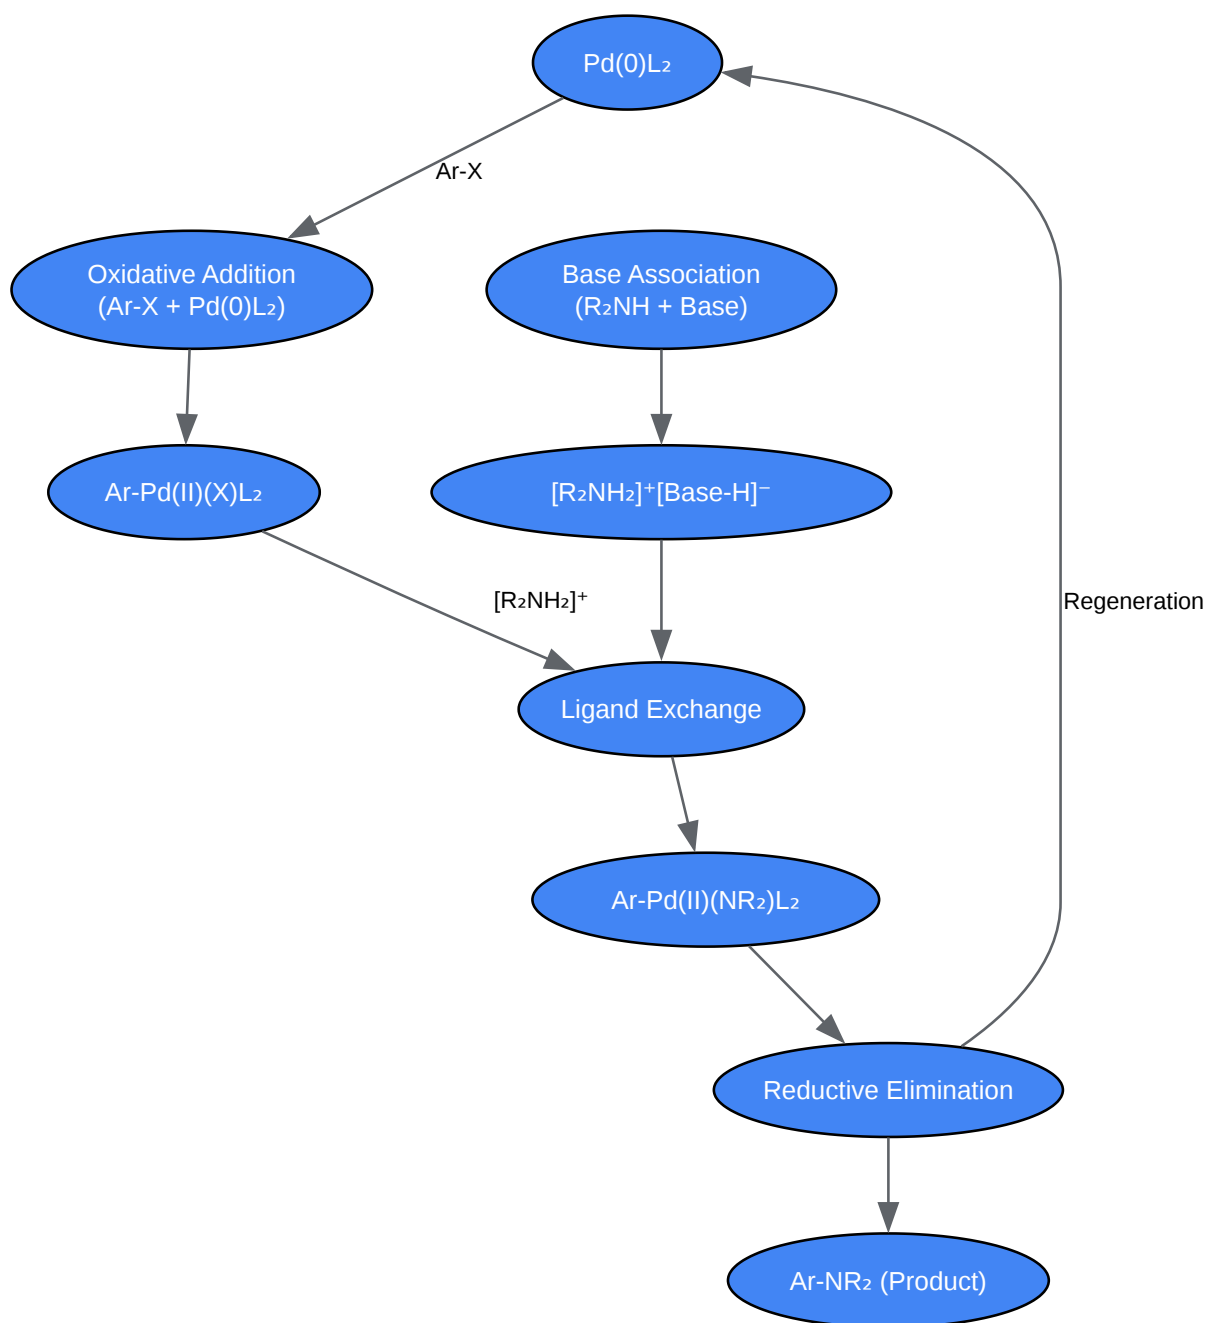 Pd(0)L₂
Ar-X
Oxidative Addition
(Ar-X + Pd(0)L₂)
Base Association
(R₂NH + Base)
Ar-Pd(II)(X)L₂
[R₂NH₂]⁺[Base-H]⁻
[R₂NH₂]⁺
Regeneration
Ligand Exchange
Ar-Pd(II)(NR₂)L₂
Reductive Elimination
Ar-NR₂ (Product)